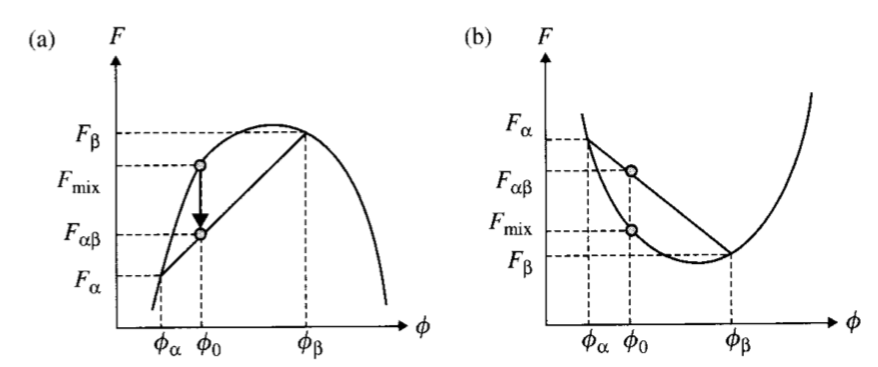 (a)
F
F_β
F_mix
F_αβ
F_α
ϕ_α ϕ_0 ϕ_β ϕ
(b)
F
F_α
F_αβ
F_mix
F_β
ϕ_α ϕ_0 ϕ_β ϕ